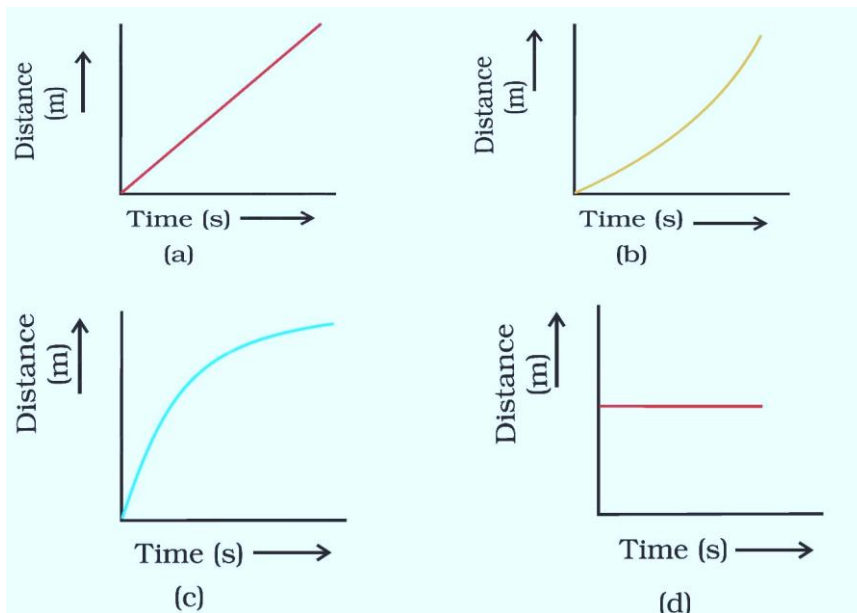 Distance
(m)
Time (s)
(a)
Distance
(m)
Time (s)
(b)
Distance
(m)
Time (s)
(c)
Distance
(m)
Time (s)
(d)